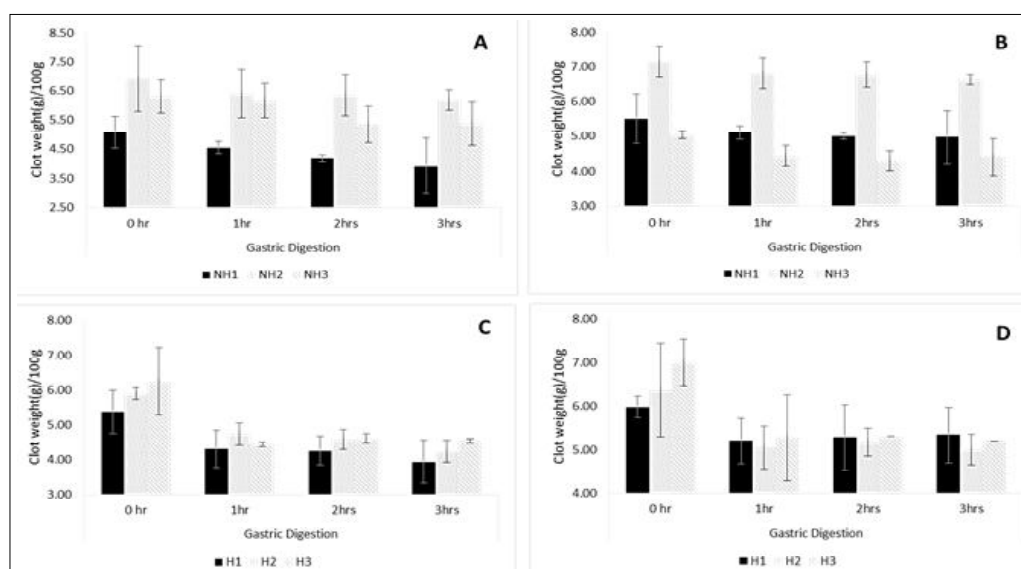 A
8.50
7.50
6.50
5.50
4.50
3.50
2.50
Clot weight(g)/100g
0 hr 1hr 2hrs 3hrs
Gastric Digestion
NH1 NH2 NH3
B
8.00
7.00
6.00
5.00
4.00
3.00
Clot weight(g)/100g
0 hr 1hr 2hrs 3hrs
Gastric Digestion
NH1 NH2 NH3
C
8.00
7.00
6.00
5.00
4.00
3.00
Clot weight(g)/100g
0 hr 1hr 2hrs 3hrs
Gastric Digestion
H1 H2 H3
D
8.00
7.00
6.00
5.00
4.00
Clot weight(g)/100g
0 hr 1hr 2hrs 3hrs
Gastric Digestion
H1 H2 H3